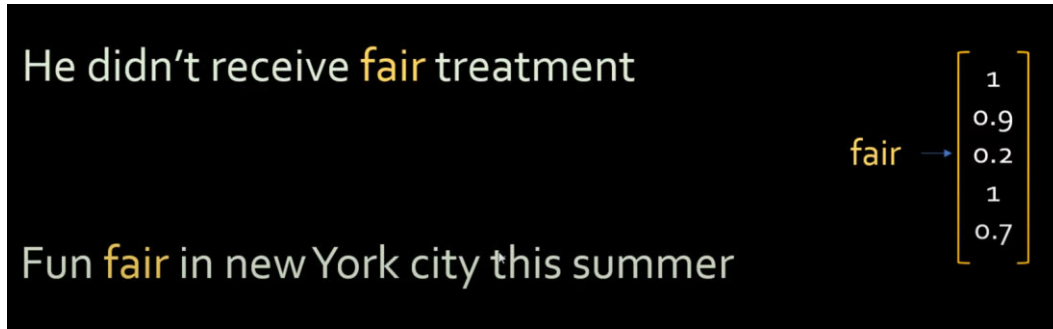 He didn't receive fair treatment
fair
1
0.9
0.2
1
0.7
Fun fair in new York city this summer